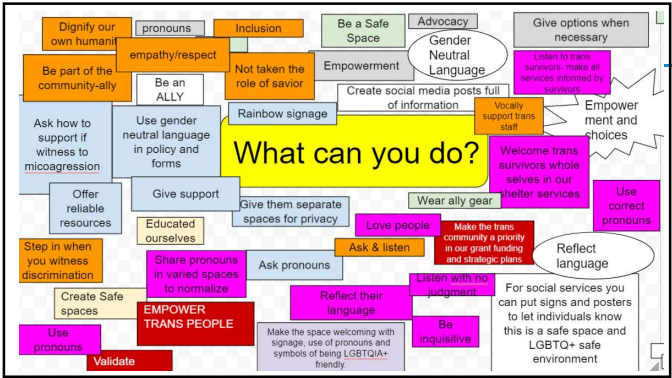 Dignify our
own humanit
pronouns
Inclusion
Be a Safe
Space
Advocacy
Give options when
necessary
empathy/respect
Gender
Neutral
Language
Listen to trans
survivors- make all
services informed by
survivors
Be part of the
community-ally
Not taken the
role of savior
Empowerment
Be an
ALLY
Create social media posts full
of information
Vocally
support trans
staff
Empower
ment and
choices
Ask how to
support if
witness to
micoagression
Use gender
neutral language
in policy and
forms
Rainbow signage
What can you do?
Welcome trans
survivors whole
selves in our
shelter services
Offer
reliable
resources
Give support
Give them separate
spaces for privacy
Wear ally gear
Use
correct
pronouns
Educated
ourselves
Love people
Make the trans
community a priority
in our grant funding
and strategic plans
Step in when
you witness
discrimination
Share pronouns
in varied spaces
to normalize
Ask pronouns
Ask & listen
Reflect
language
Create Safe
spaces
EMPOWER
TRANS PEOPLE
Reflect their
language
Listen with no
judgment
For social services you
can put signs and posters
to let individuals know
this is a safe space and
LGBTQ+ safe
environment
Use
pronouns
Validate
Make the space welcoming with
signage, use of pronouns and
symbols of being LGBTQIA+
friendly.
Be
inquisitive